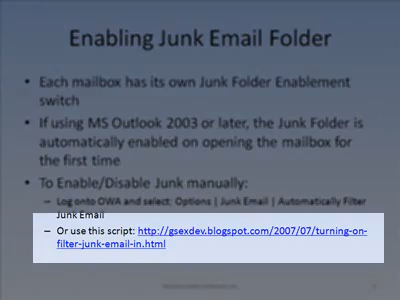 Enabling Junk Email Folder
• Each mailbox has its own Junk Folder Enablement
switch
• If using MS Outlook 2003 or later, the Junk Folder is
automatically enabled on opening the mailbox for
the first time
• To Enable/Disable Junk manually:
– Log onto OWA and select: Options | Junk Email | Automatically Filter
Junk Email
– Or use this script: http://gsexdev.blogspot.com/2007/07/turning-on-
filter-junk-email-in.html